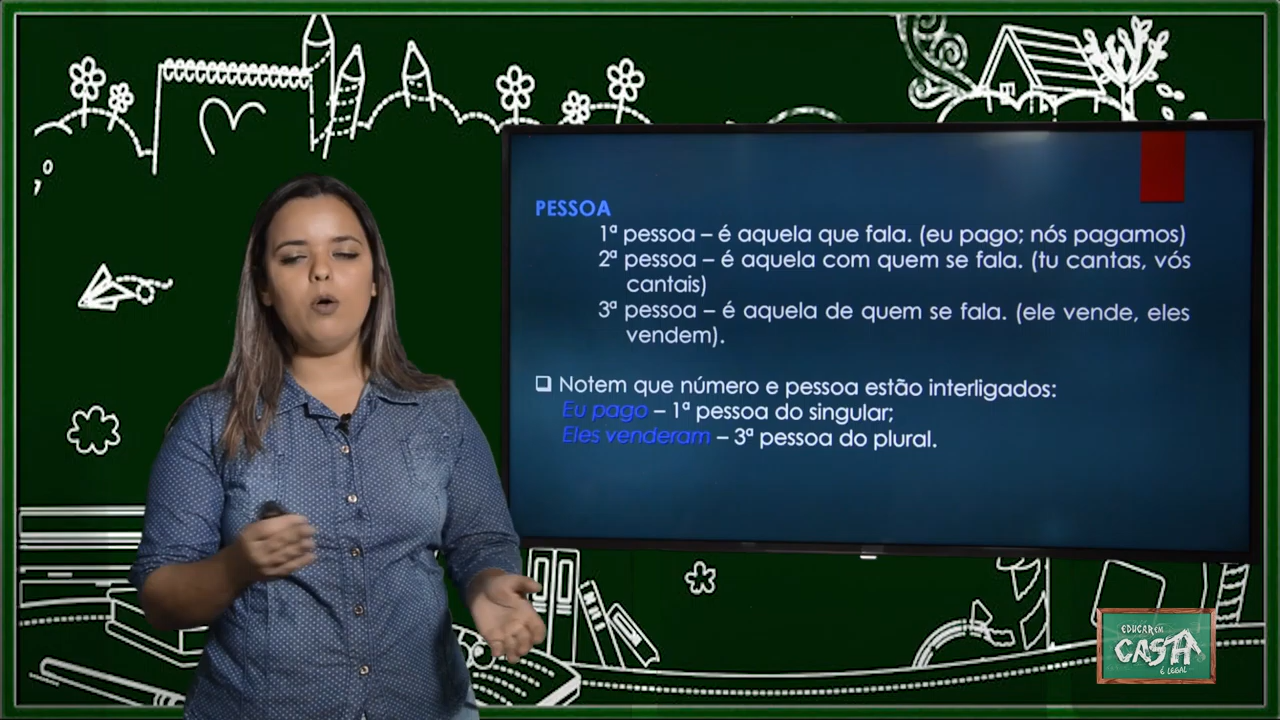 PESSOA
1ª pessoa – é aquela que fala. (eu pago; nós pagamos)
2ª pessoa – é aquela com quem se fala. (tu cantas, vós
cantais)
3ª pessoa – é aquela de quem se fala. (ele vende, eles
vendem).
❑ Notem que número e pessoa estão interligados:
Eu pago – 1ª pessoa do singular;
Eles venderam – 3ª pessoa do plural.
EDUCAR EM
CASA
É LEGAL